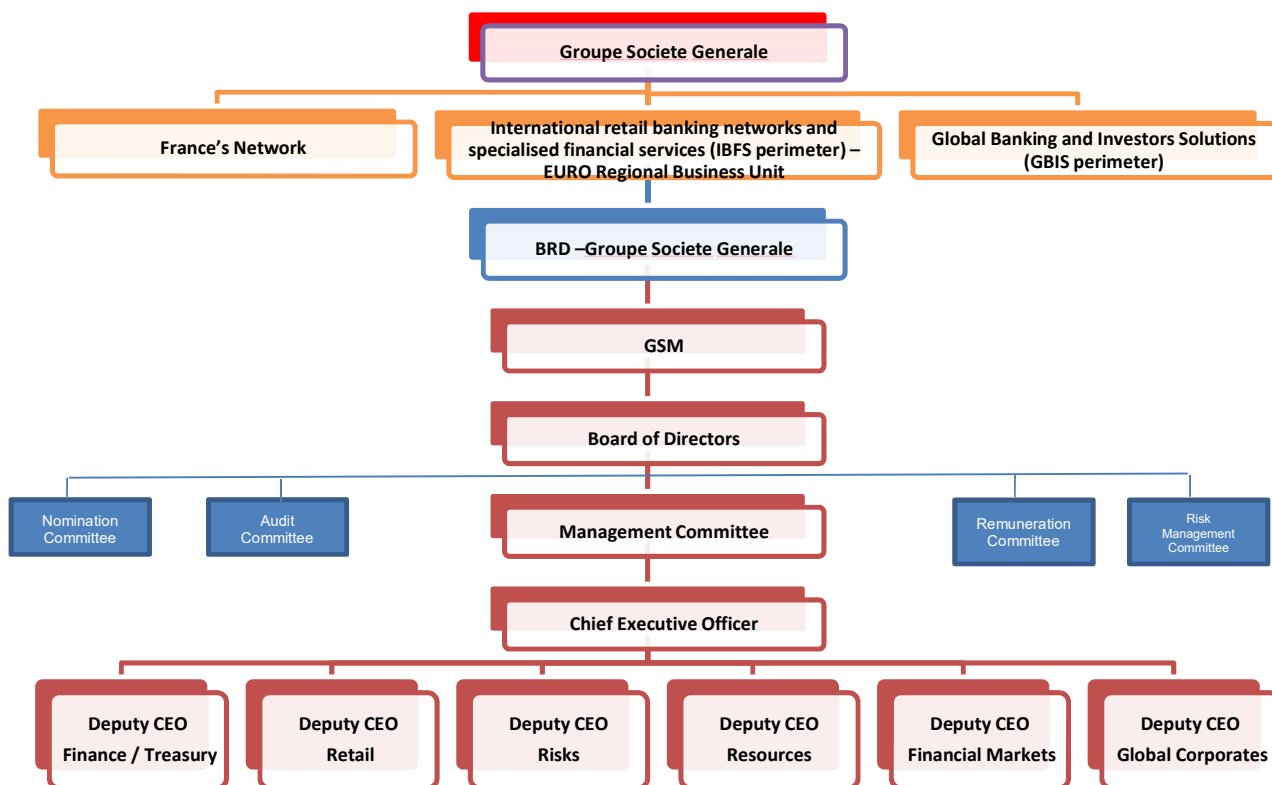 Groupe Societe Generale
France's Network
International retail banking networks and
specialised financial services (IBFS perimeter) –
EURO Regional Business Unit
Global Banking and Investors Solutions
(GBIS perimeter)
BRD –Groupe Societe Generale
GSM
Board of Directors
Nomination
Committee
Audit
Committee
Management Committee
Remuneration
Committee
Risk
Management
Committee
Chief Executive Officer
Deputy CEO
Finance / Treasury
Deputy CEO
Retail
Deputy CEO
Risks
Deputy CEO
Resources
Deputy CEO
Financial Markets
Deputy CEO
Global Corporates